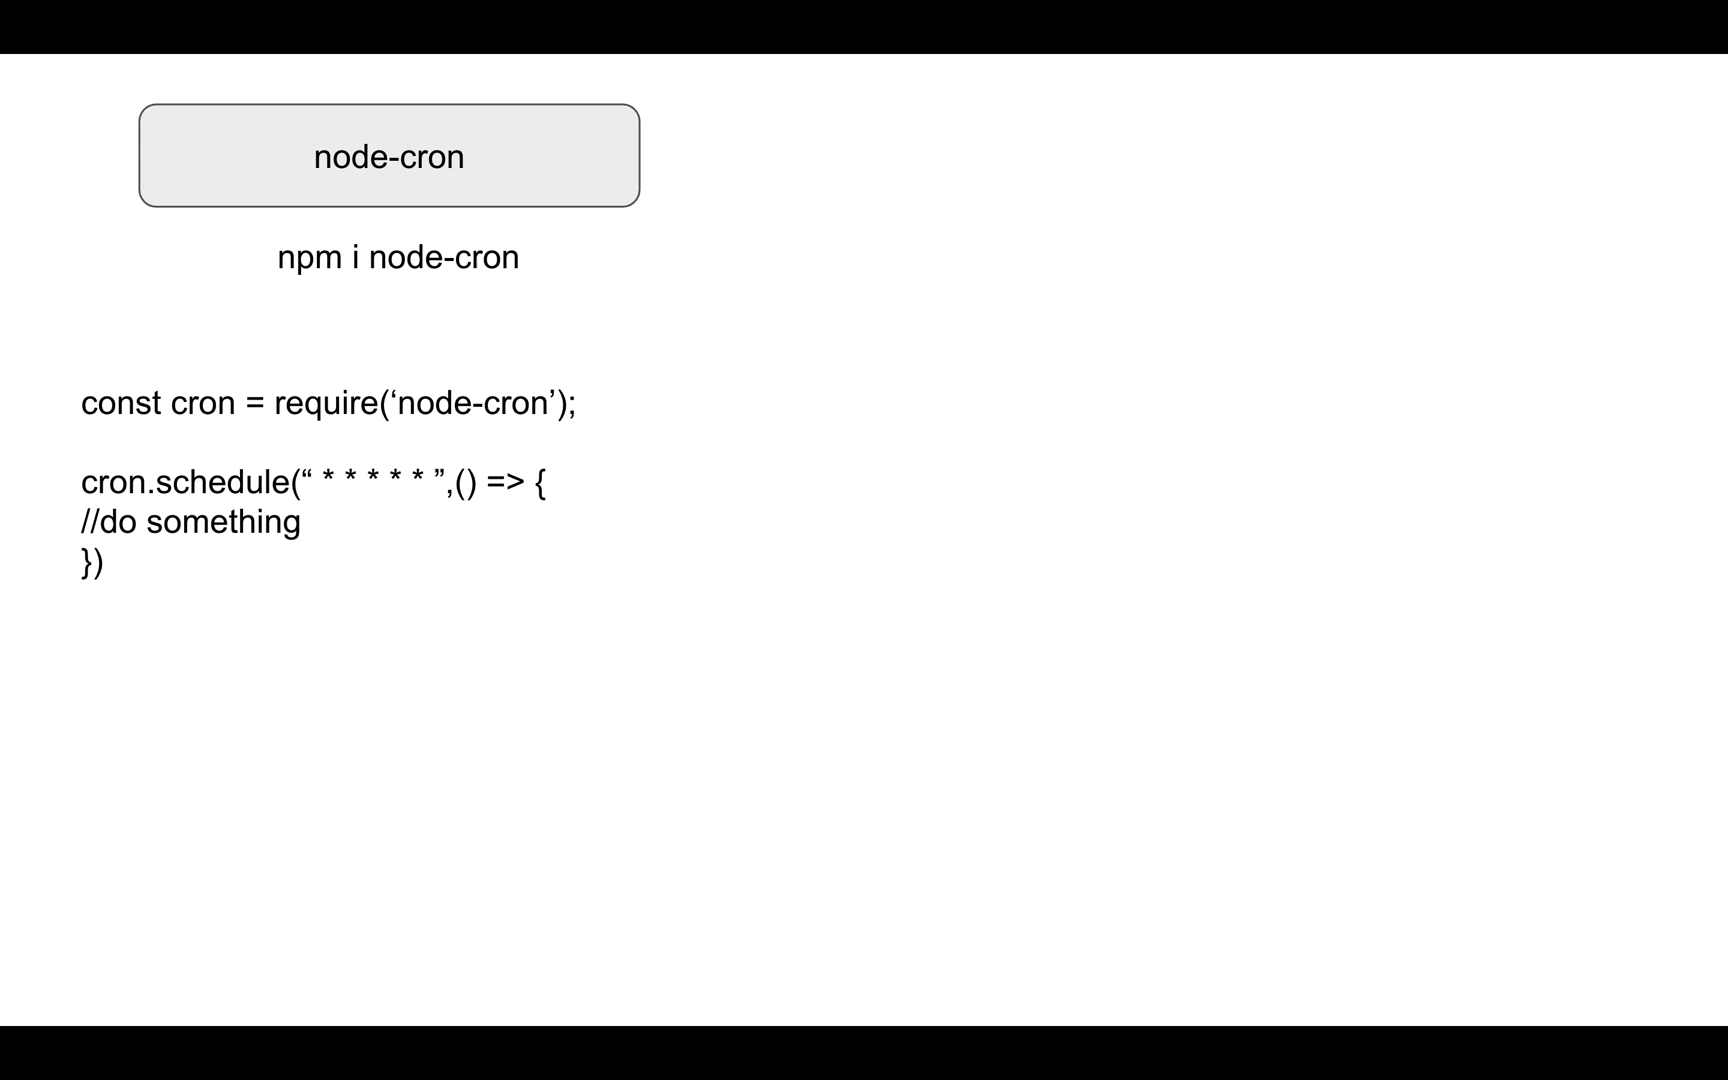 node-cron
npm i node-cron
const cron = require(‘node-cron’);
cron.schedule(“ * * * * * ”,() => {
//do something
})